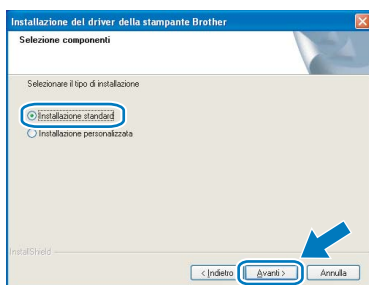 Installazione del driver della stampante Brother
Selezione componenti
Selezionare il tipo di installazione
Installazione standard
Installazione personalizzata
InstallShield
< Indietro
Avanti >
Annulla